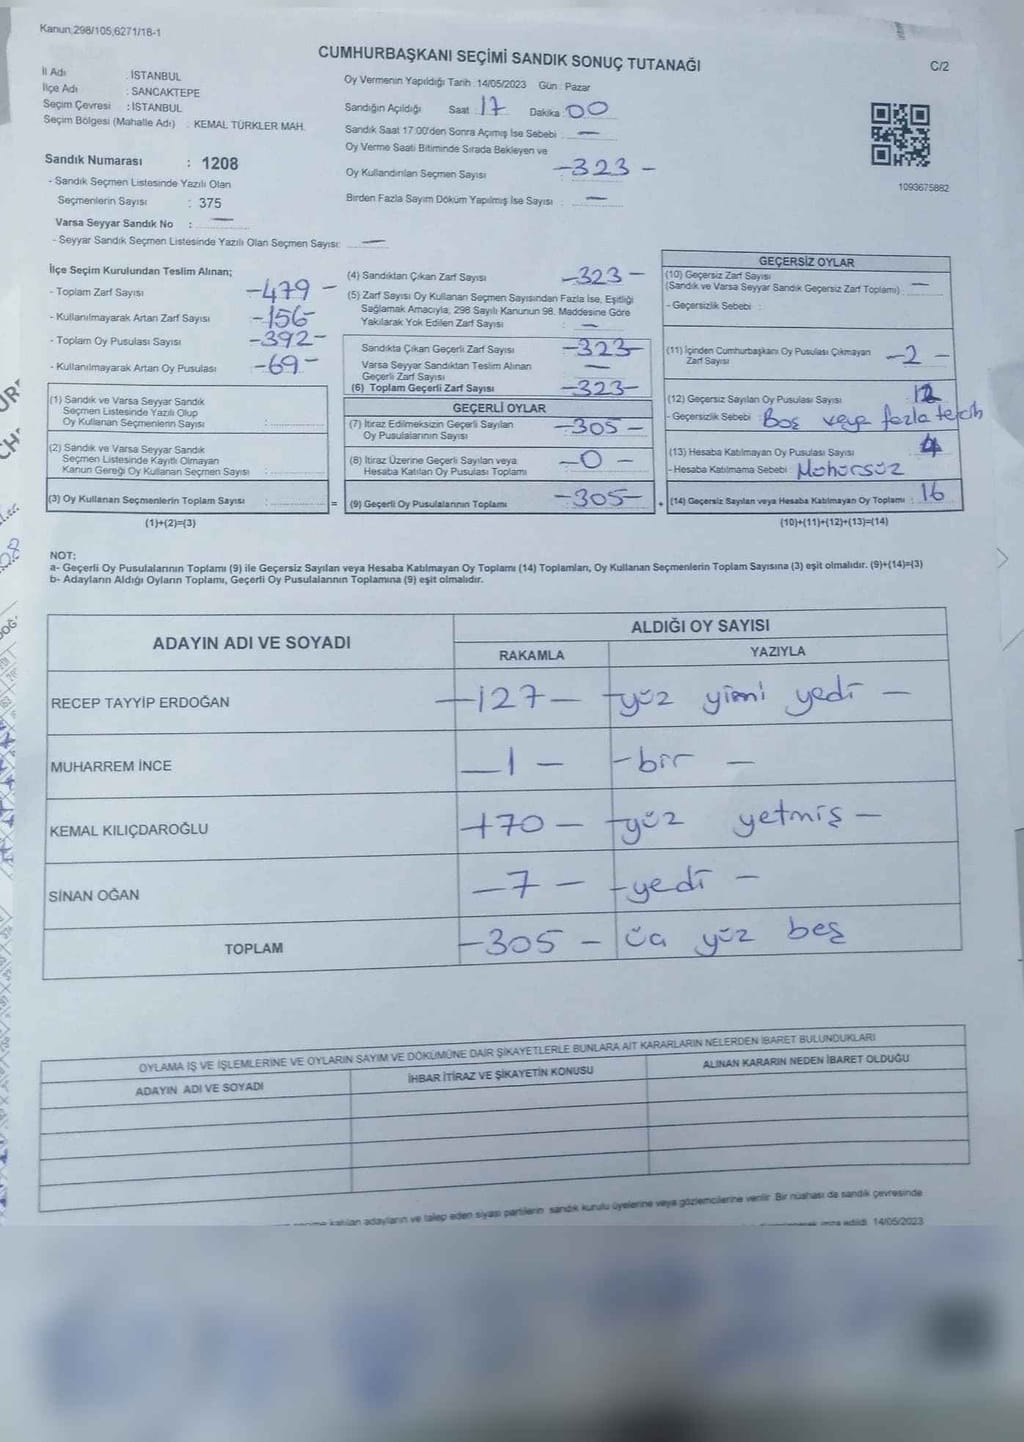 Kanun,298/105,6271/18-1
CUMHURBAŞKANI SEÇİMİ SANDIK SONUÇ TUTANAĞI
C/2
İl Adı : İSTANBUL
İlçe Adı : SANCAKTEPE
Seçim Çevresi : İSTANBUL
Seçim Bölgesi (Mahalle Adı) : KEMAL TÜRKLER MAH.
Sandık Numarası : 1208
- Sandık Seçmen Listesinde Yazılı Olan
Seçmenlerin Sayısı : 375
Varsa Seyyar Sandık No : —
- Seyyar Sandık Seçmen Listesinde Yazılı Olan Seçmen Sayısı: —
Oy Vermenin Yapıldığı Tarih : 14/05/2023 Gün : Pazar
Sandığın Açıldığı Saat : 17 Dakika : 00
Sandık Saat 17:00'den Sonra Açılmış İse Sebebi : —
Oy Verme Saati Bitiminde Sırada Bekleyen ve
Oy Kullandırılan Seçmen Sayısı -323-
Birden Fazla Sayım Döküm Yapılmış İse Sayısı : —
1093675882
İlçe Seçim Kurulundan Teslim Alınan;
- Toplam Zarf Sayısı -479-
- Kullanılmayarak Artan Zarf Sayısı -156-
- Toplam Oy Pusulası Sayısı -392-
- Kullanılmayarak Artan Oy Pusulası -69-
(1) Sandık ve Varsa Seyyar Sandık
Seçmen Listesinde Yazılı Olup
Oy Kullanan Seçmenlerin Sayısı :
(2) Sandık ve Varsa Seyyar Sandık
Seçmen Listesinde Kayıtlı Olmayan
Kanun Gereği Oy Kullanan Seçmen Sayısı :
(3) Oy Kullanan Seçmenlerin Toplam Sayısı : =
(1)+(2)=(3)
(4) Sandıktan Çıkan Zarf Sayısı -323-
(5) Zarf Sayısı Oy Kullanan Seçmen Sayısından Fazla İse, Eşitliği
Sağlamak Amacıyla, 298 Sayılı Kanunun 98. Maddesine Göre
Yakılarak Yok Edilen Zarf Sayısı : —
Sandıkta Çıkan Geçerli Zarf Sayısı -323-
Varsa Seyyar Sandıktan Teslim Alınan
Geçerli Zarf Sayısı —
(6) Toplam Geçerli Zarf Sayısı -323-
GEÇERLİ OYLAR
(7) İtiraz Edilmeksizin Geçerli Sayılan
Oy Pusulalarının Sayısı -305-
(8) İtiraz Üzerine Geçerli Sayılan veya
Hesaba Katılan Oy Pusulası Toplamı -0-
(9) Geçerli Oy Pusulalarının Toplamı -305- +
GEÇERSİZ OYLAR
(10) Geçersiz Zarf Sayısı
(Sandık ve Varsa Seyyar Sandık Geçersiz Zarf Toplamı) : —
- Geçersizlik Sebebi :
(11) İçinden Cumhurbaşkanı Oy Pusulası Çıkmayan
Zarf Sayısı -2-
(12) Geçersiz Sayılan Oy Pusulası Sayısı : 12
- Geçersizlik Sebebi : Boş veya fazla tercih
(13) Hesaba Katılmayan Oy Pusulası Sayısı : 4
- Hesaba Katılmama Sebebi : Mühürsüz
(14) Geçersiz Sayılan veya Hesaba Katılmayan Oy Toplamı : 16
(10)+(11)+(12)+(13)=(14)
NOT:
a- Geçerli Oy Pusulalarının Toplamı (9) ile Geçersiz Sayılan veya Hesaba Katılmayan Oy Toplamı (14) Toplamları, Oy Kullanan Seçmenlerin Toplam Sayısına (3) eşit olmalıdır. (9)+(14)=(3)
b- Adayların Aldığı Oyların Toplamı, Geçerli Oy Pusulalarının Toplamına (9) eşit olmalıdır.
ADAYIN ADI VE SOYADI ALDIĞI OY SAYISI
RAKAMLA YAZIYLA
RECEP TAYYİP ERDOĞAN -127- -yüz yirmi yedi-
MUHARREM İNCE -1- -bir-
KEMAL KILIÇDAROĞLU 170- -yüz yetmiş-
SİNAN OĞAN -7- -yedi-
TOPLAM -305- üç yüz beş
OYLAMA İŞ VE İŞLEMLERİNE VE OYLARIN SAYIM VE DÖKÜMÜNE DAİR ŞİKAYETLERLE BUNLARA AİT KARARLARIN NELERDEN İBARET BULUNDUKLARI
ADAYIN ADI VE SOYADI İHBAR İTİRAZ VE ŞİKAYETİN KONUSU ALINAN KARARIN NEDEN İBARET OLDUĞU
katılan adayların ve talep eden siyasi partilerin sandık kurulu üyelerine veya gözlemcilerine verilir. Bir nüshası da sandık çevresinde
imza edildi. 14/05/2023